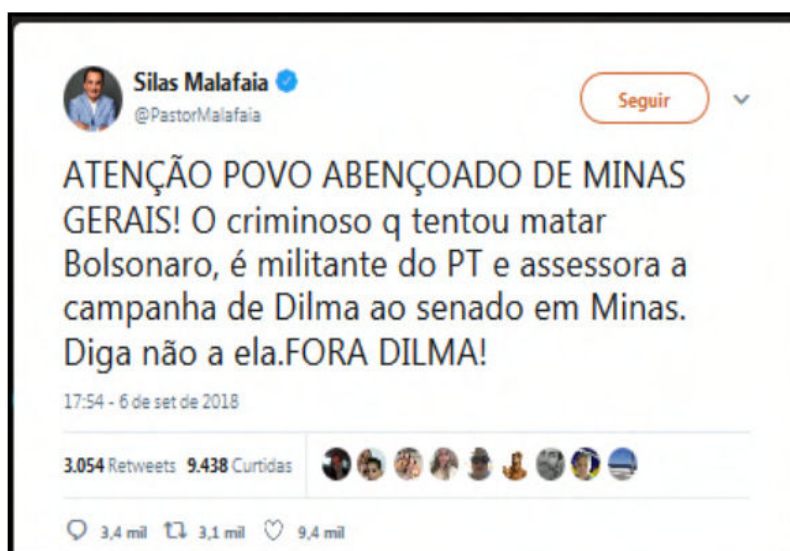 Silas Malafaia
@PastorMalafaia
Seguir
ATENÇÃO POVO ABENÇOADO DE MINAS
GERAIS! O criminoso q tentou matar
Bolsonaro, é militante do PT e assessora a
campanha de Dilma ao senado em Minas.
Diga não a ela.FORA DILMA!
17:54 - 6 de set de 2018
3.054 Retweets 9.438 Curtidas
3,4 mil 3,1 mil 9,4 mil